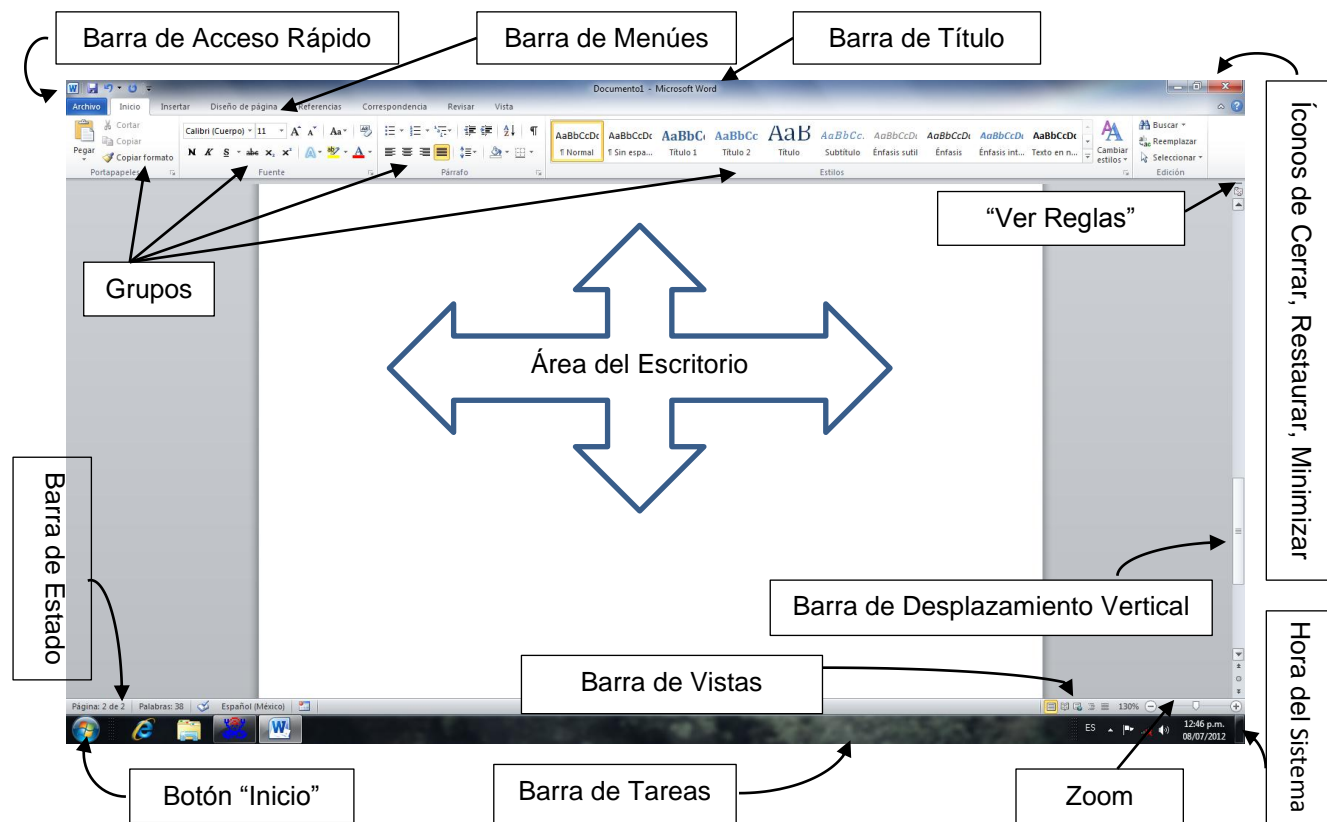 Barra de Acceso Rápido
Barra de Menúes
Barra de Título
Documento1 - Microsoft Word
Archivo Inicio Insertar Diseño de página Referencias Correspondencia Revisar Vista
Cortar
Copiar
Copiar formato
Pegar
Portapapeles
Calibri (Cuerpo) 11
N K S abc x₂ x²
Fuente
Párrafo
AaBbCcDc AaBbCcDc AaBbCc AaBbCc AaB AaBbCc. AaBbCcDc AaBbCcDc AaBbCcDc AaBbCcDc
¶ Normal ¶ Sin espa... Título 1 Título 2 Título Subtítulo Énfasis sutil Énfasis Énfasis int... Texto en n...
Estilos
Cambiar
estilos
Buscar
Reemplazar
Seleccionar
Edición
Íconos de Cerrar, Restaurar, Minimizar
“Ver Reglas”
Grupos
Área del Escritorio
Barra de Estado
Barra de Desplazamiento Vertical
Hora del Sistema
Barra de Vistas
Página: 2 de 2 Palabras: 38 Español (México) 130%
ES 12:46 p.m.
08/07/2012
Botón “Inicio”
Barra de Tareas
Zoom